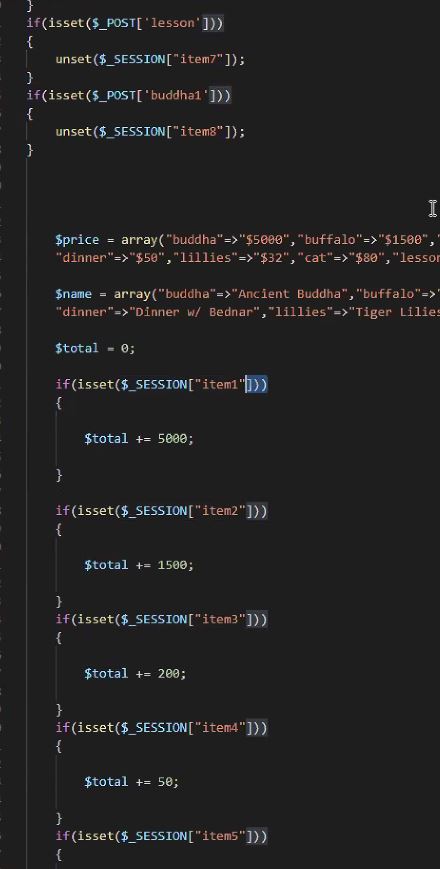 }
if(isset($_POST['lesson']))
{
unset($_SESSION["item7"]);
}
if(isset($_POST['buddha1']))
{
unset($_SESSION["item8"]);
}
$price = array("buddha"=>"$5000","buffalo"=>"$1500","
"dinner"=>"$50","lillies"=>"$32","cat"=>"$80","lesson
$name = array("buddha"=>"Ancient Buddha","buffalo"=>"
"dinner"=>"Dinner w/ Bednar","lillies"=>"Tiger Lilies
$total = 0;
if(isset($_SESSION["item1"]))
{
$total += 5000;
}
if(isset($_SESSION["item2"]))
{
$total += 1500;
}
if(isset($_SESSION["item3"]))
{
$total += 200;
}
if(isset($_SESSION["item4"]))
{
$total += 50;
}
if(isset($_SESSION["item5"]))
{